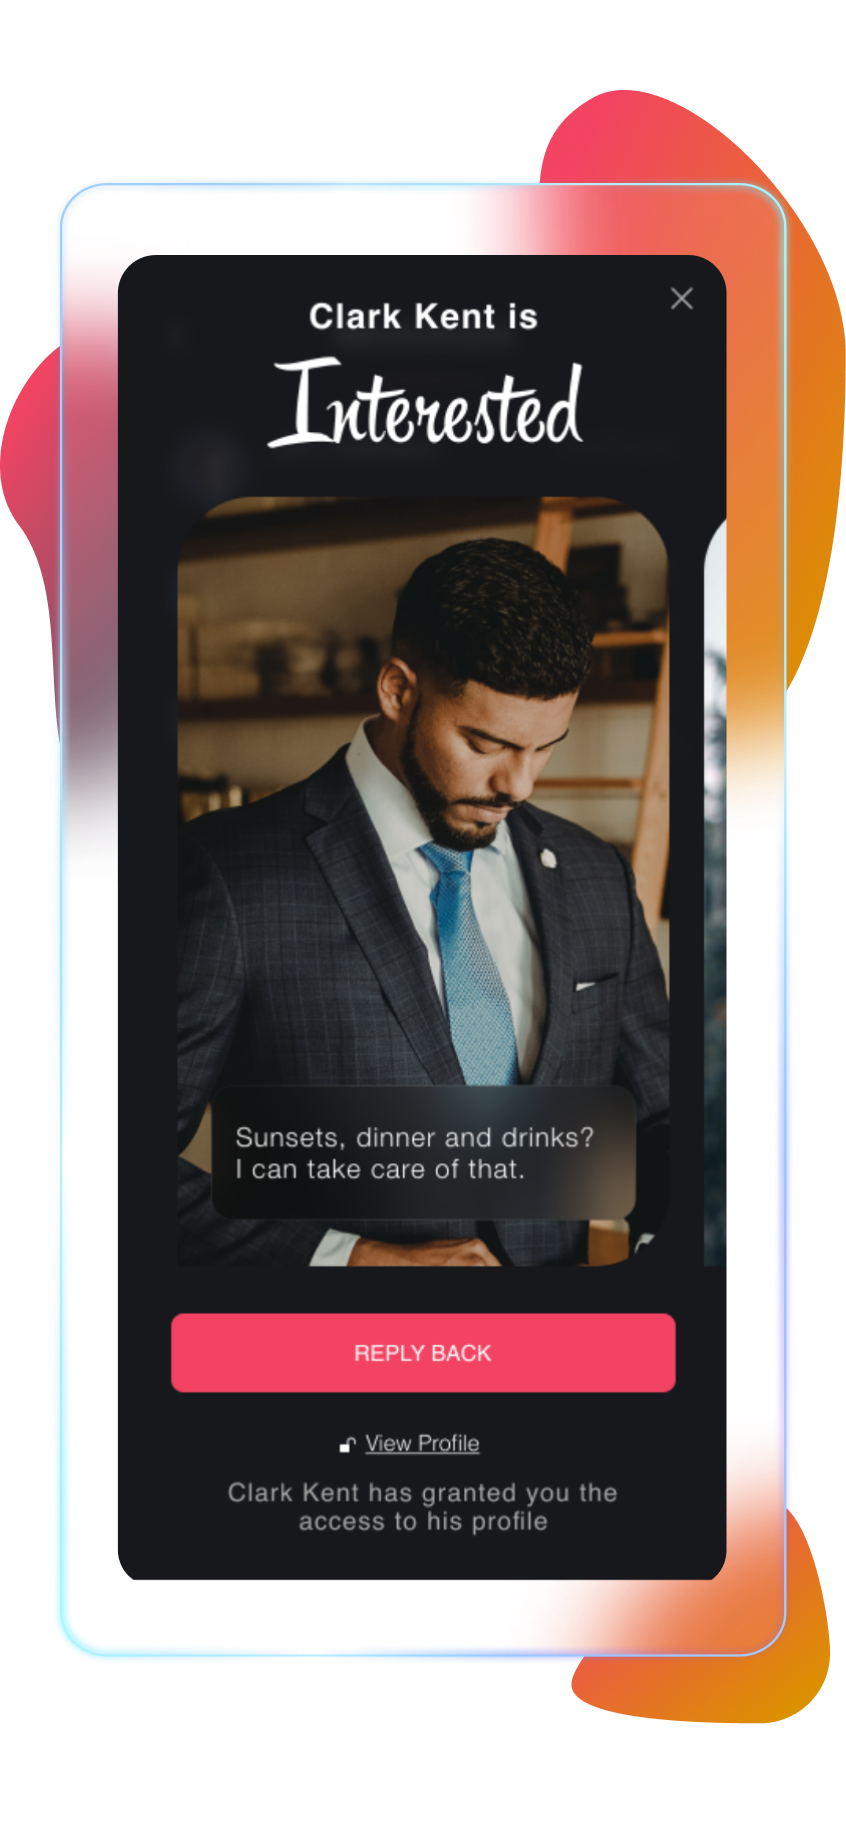 Clark Kent is
Interested
Sunsets, dinner and drinks?
I can take care of that.
REPLY BACK
View Profile
Clark Kent has granted you the
access to his profile